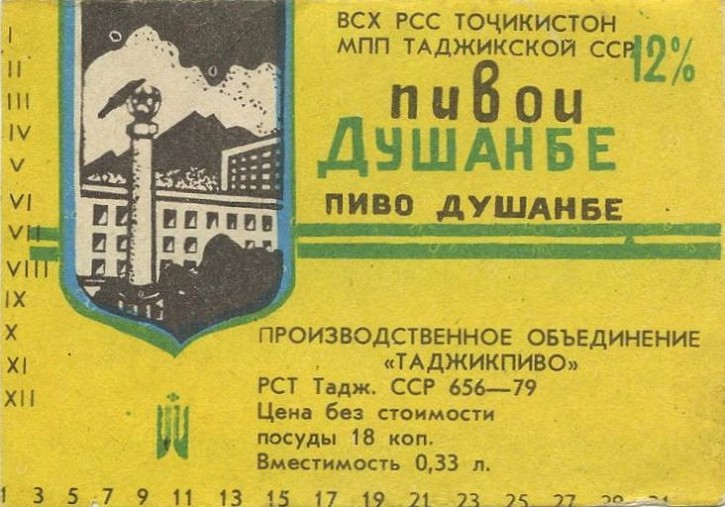 ВСХ РСС ТОҶИКИСТОН
МПП ТАДЖИКСКОЙ ССР
12%
пивои
ДУШАНБЕ
ПИВО ДУШАНБЕ
I
II
III
IV
V
VI
VII
VIII
IX
X
XI
XII
ПРОИЗВОДСТВЕННОЕ ОБЪЕДИНЕНИЕ
«ТАДЖИКПИВО»
РСТ Тадж. ССР 656—79
Цена без стоимости
посуды 18 коп.
Вместимость 0,33 л.
1 3 5 7 9 11 13 15 17 19 21 23 25 27 29 31